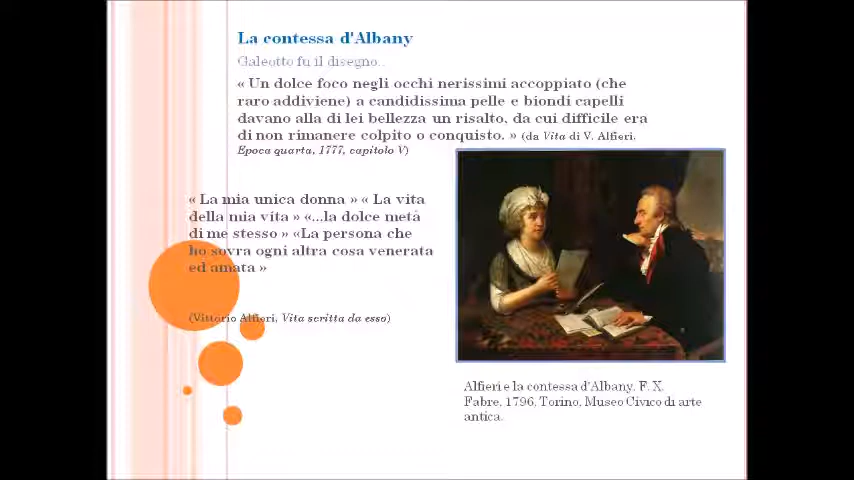 La contessa d'Albany
Galeotto fu il disegno..
« Un dolce foco negli occhi nerissimi accoppiato (che
raro addiviene) a candidissima pelle e biondi capelli
davano alla di lei bellezza un risalto, da cui difficile era
di non rimanere colpito o conquisto. » (da Vita di V. Alfieri,
Epoca quarta, 1777, capitolo V)
« La mia unica donna » « La vita
della mia vita » «...la dolce metà
di me stesso » «La persona che
ho sovra ogni altra cosa venerata
ed amata »
(Vittorio Alfieri, Vita scritta da esso)
Alfieri e la contessa d'Albany. F. X.
Fabre, 1796, Torino, Museo Civico di arte
antica.